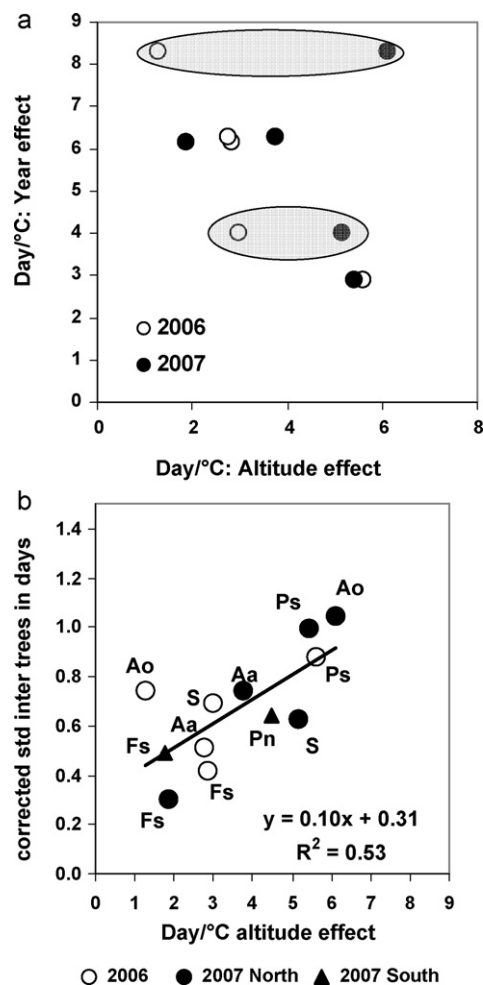 a
Day/°C: Year effect
9
8
7
6
5
4
3
2
1
0
2006
2007
0 2 4 6 8
Day/°C: Altitude effect
b
corrected std inter trees in days
1.4
1.2
1.0
0.8
0.6
0.4
0.2
0.0
Ps Ao
Ao
Aa Ps
S
Aa
Pn S
Fs
Fs
Fs
y = 0.10x + 0.31
R² = 0.53
0 1 2 3 4 5 6 7 8 9
Day/°C altitude effect
2006 2007 North 2007 South